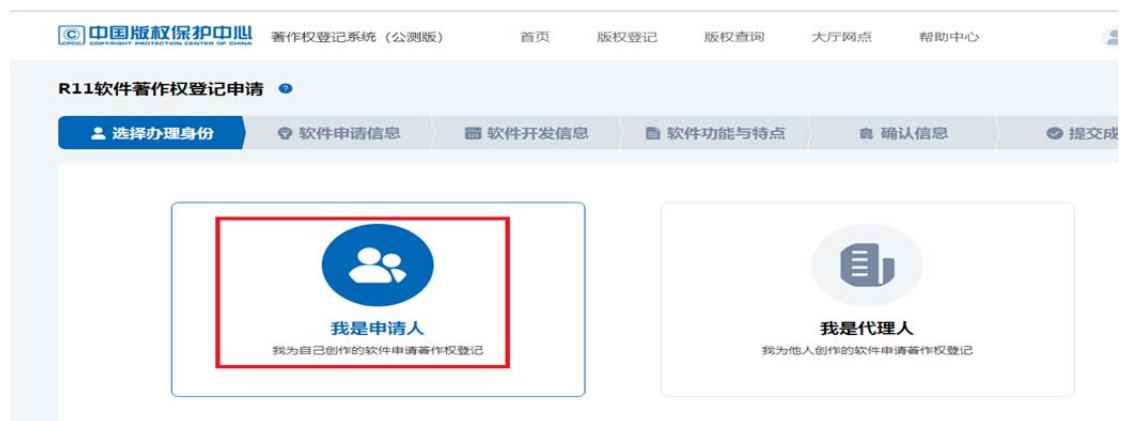 中国版权保护中心
CPCC COPYRIGHT PROTECTION CENTER OF CHINA
著作权登记系统（公测版） 首页 版权登记 版权查询 大厅网点 帮助中心
R11软件著作权登记申请
选择办理身份 软件申请信息 软件开发信息 软件功能与特点 确认信息 提交成
我是申请人
我为自己创作的软件申请著作权登记
我是代理人
我为他人创作的软件申请著作权登记